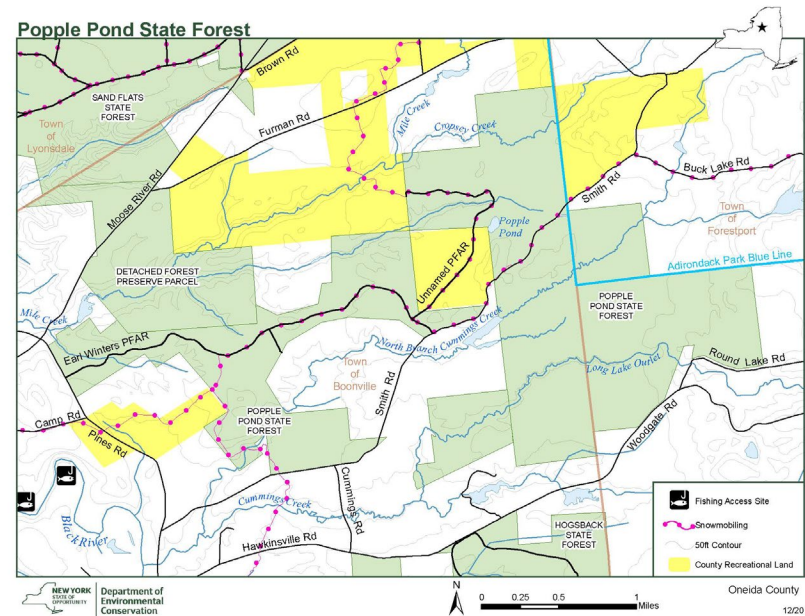 Popple Pond State Forest
Brown Rd
SAND FLATS
STATE
FOREST
Mile Creek
Furman Rd
Cropsey Creek
Town
of
Lyonsdale
Buck Lake Rd
Moose River Rd
Smith Rd
Town
of
Forestport
Popple
Pond
Unnamed PFAR
Adirondack Park Blue Line
DETACHED FOREST
PRESERVE PARCEL
POPPLE
POND STATE
FOREST
Mile Creek
North Branch Cummings Creek
Earl Winters PFAR
Town
of
Boonville
Long Lake Outlet
Round Lake Rd
Smith Rd
Camp Rd
POPPLE
POND STATE
FOREST
Woodgate Rd
Pines Rd
Cummings Creek
Cummings Rd
Black River
Hawkinsville Rd
HOGSBACK
STATE
FOREST
Fishing Access Site
Snowmobiling
50ft Contour
County Recreational Land
NEW YORK
STATE OF
OPPORTUNITY
Department of
Environmental
Conservation
N
0 0.25 0.5 1
Miles
Oneida County
12/20